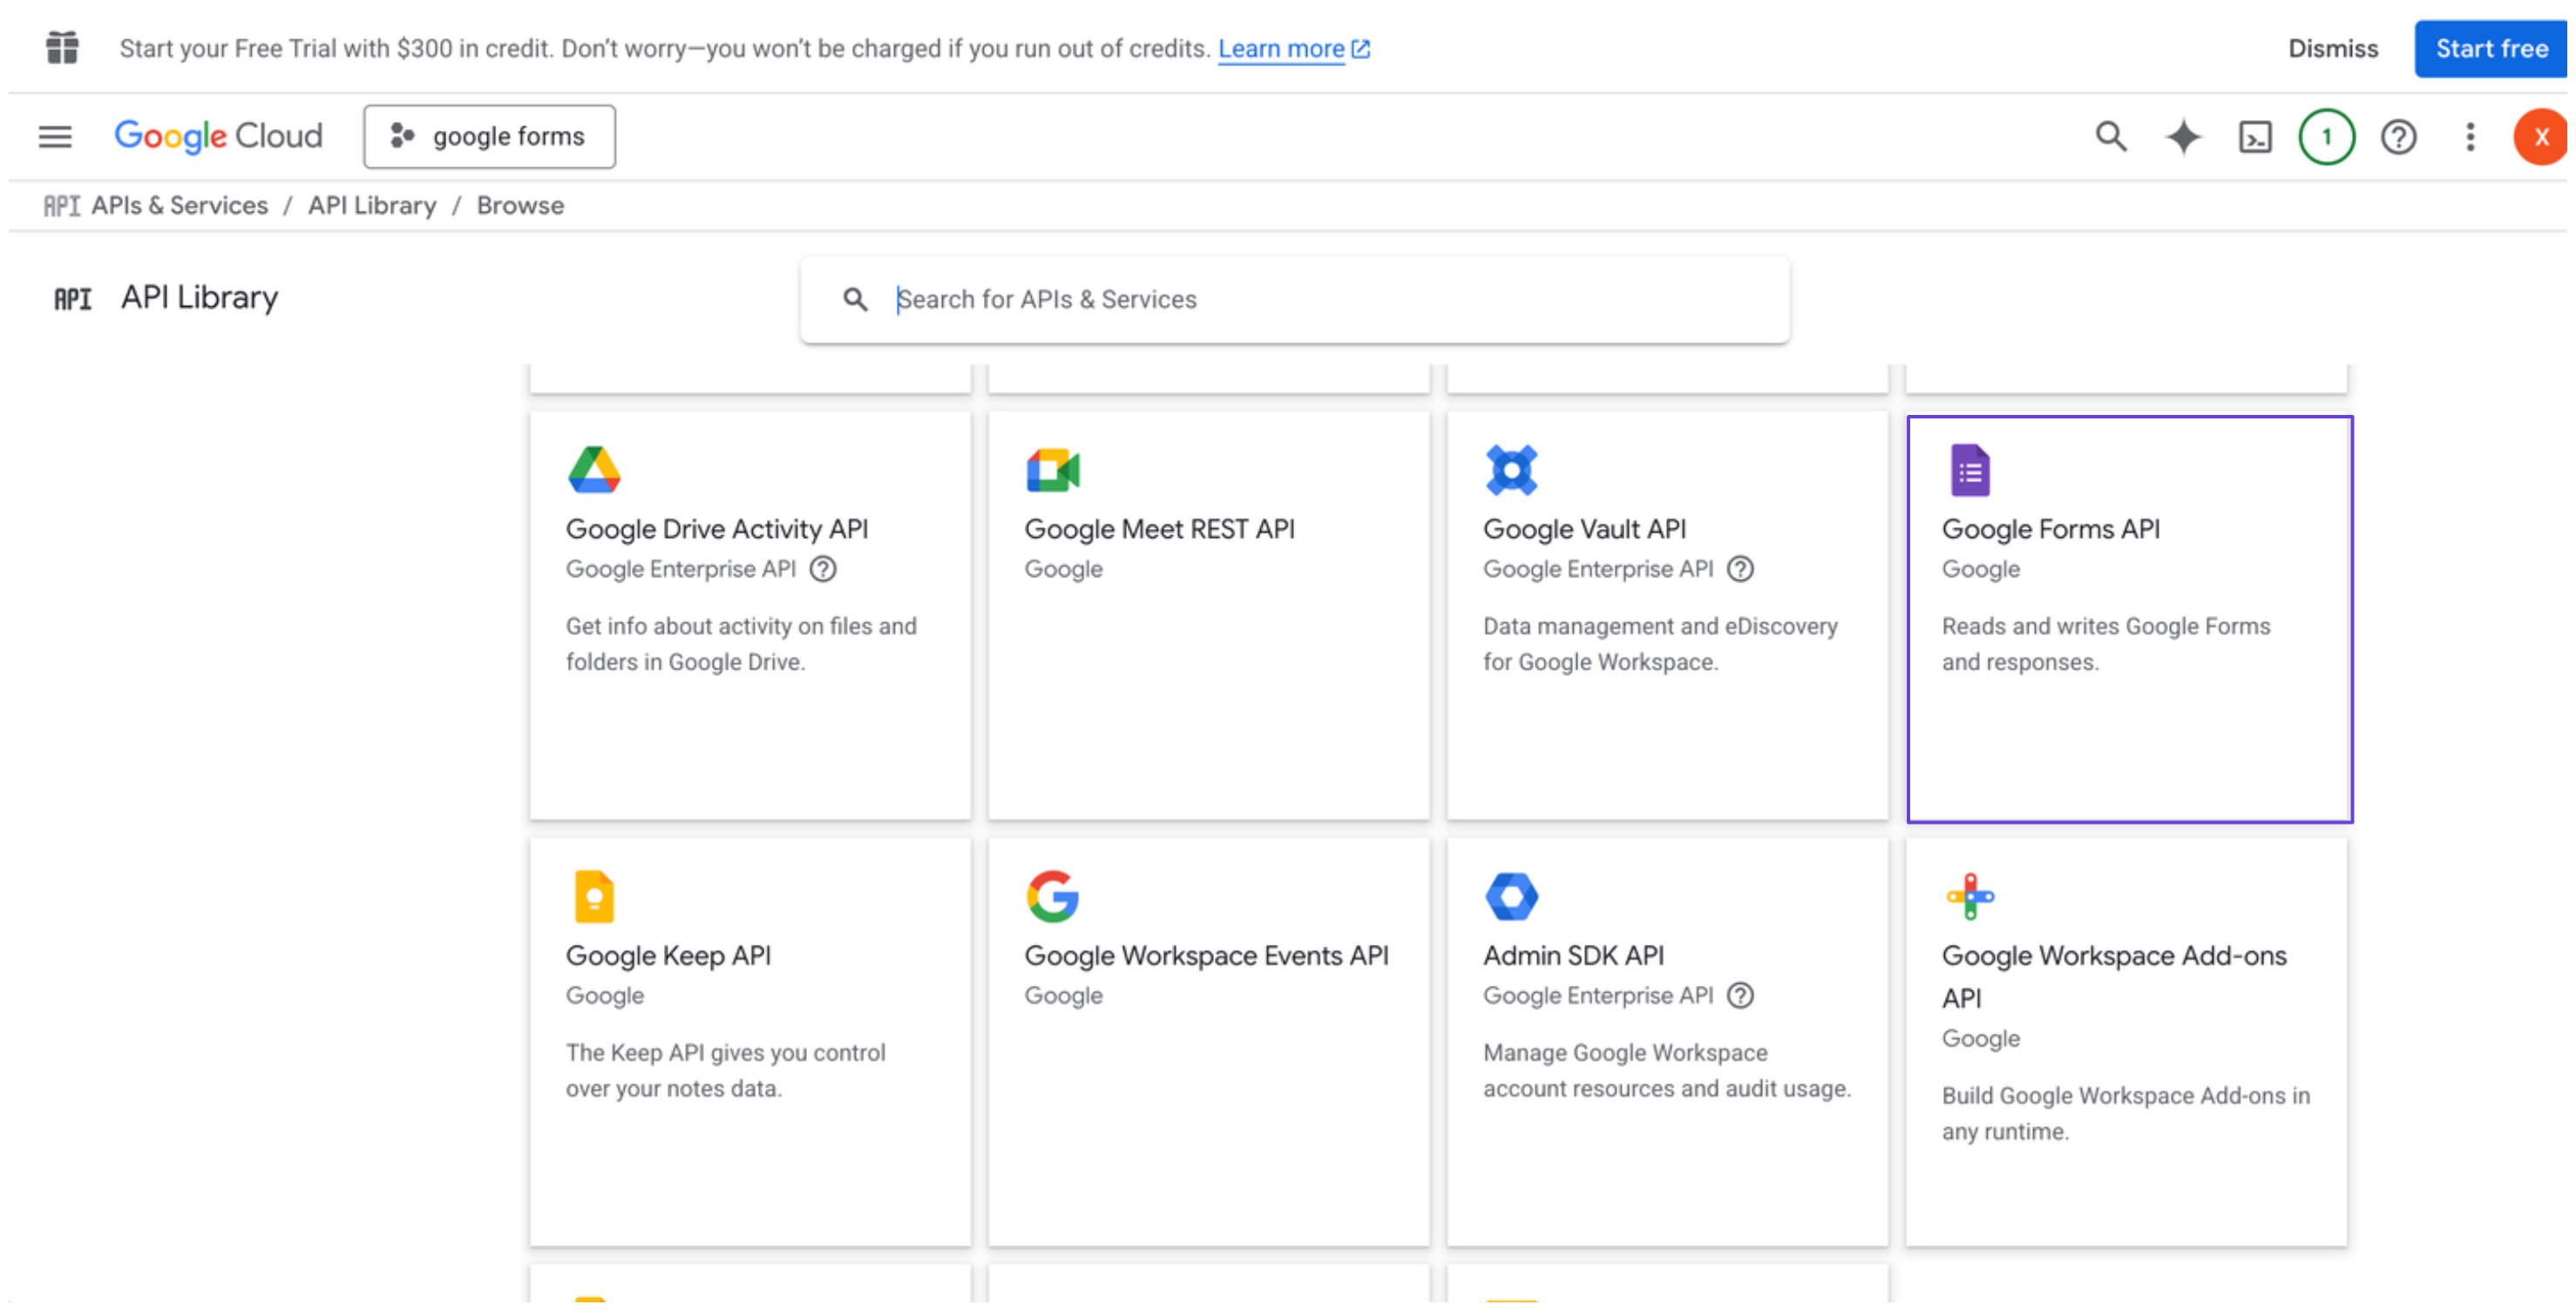 Start your Free Trial with $300 in credit. Don't worry—you won't be charged if you run out of credits. Learn more
Dismiss
Start free
Google Cloud
google forms
1
X
API APIs & Services / API Library / Browse
API API Library
Search for APIs & Services
Google Drive Activity API
Google Enterprise API
Get info about activity on files and
folders in Google Drive.
Google Meet REST API
Google
Google Vault API
Google Enterprise API
Data management and eDiscovery
for Google Workspace.
Google Forms API
Google
Reads and writes Google Forms
and responses.
Google Keep API
Google
The Keep API gives you control
over your notes data.
Google Workspace Events API
Google
Admin SDK API
Google Enterprise API
Manage Google Workspace
account resources and audit usage.
Google Workspace Add-ons
API
Google
Build Google Workspace Add-ons in
any runtime.